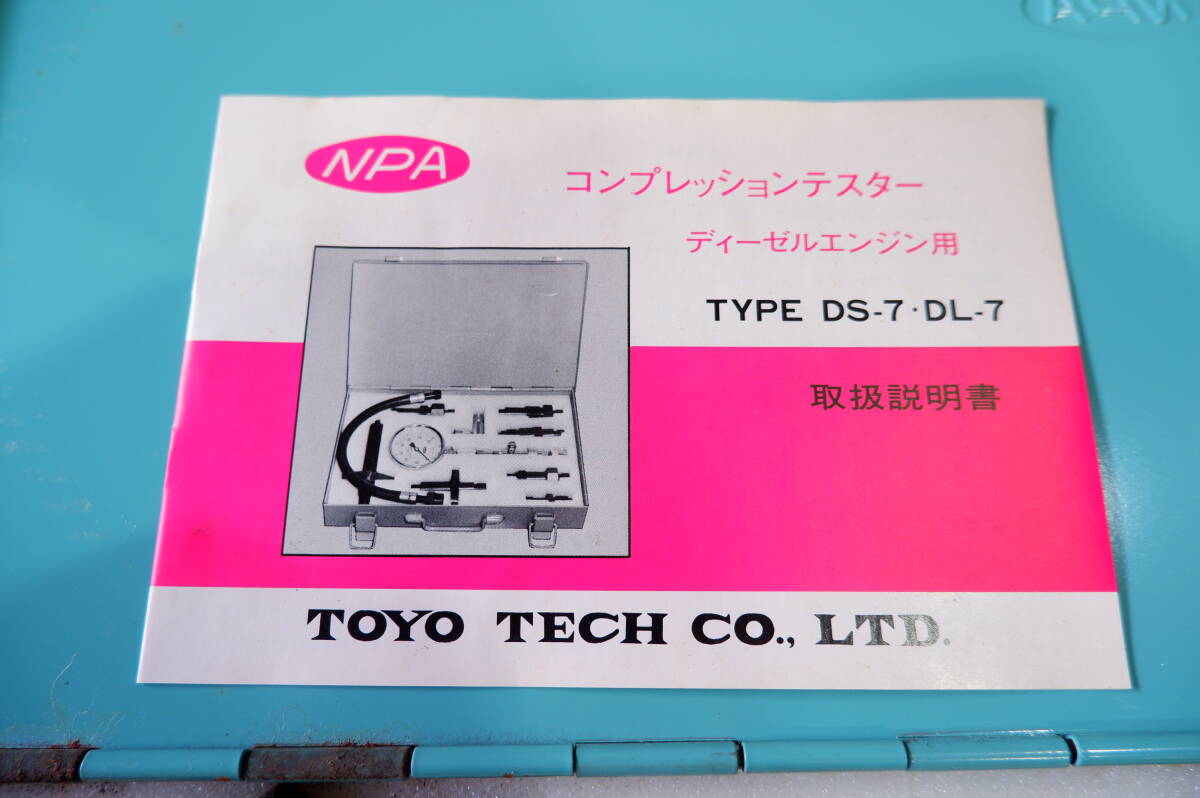 NPA
コンプレッションテスター
ディーゼルエンジン用
TYPE DS-7・DL-7
取扱説明書
TOYO TECH CO., LTD.